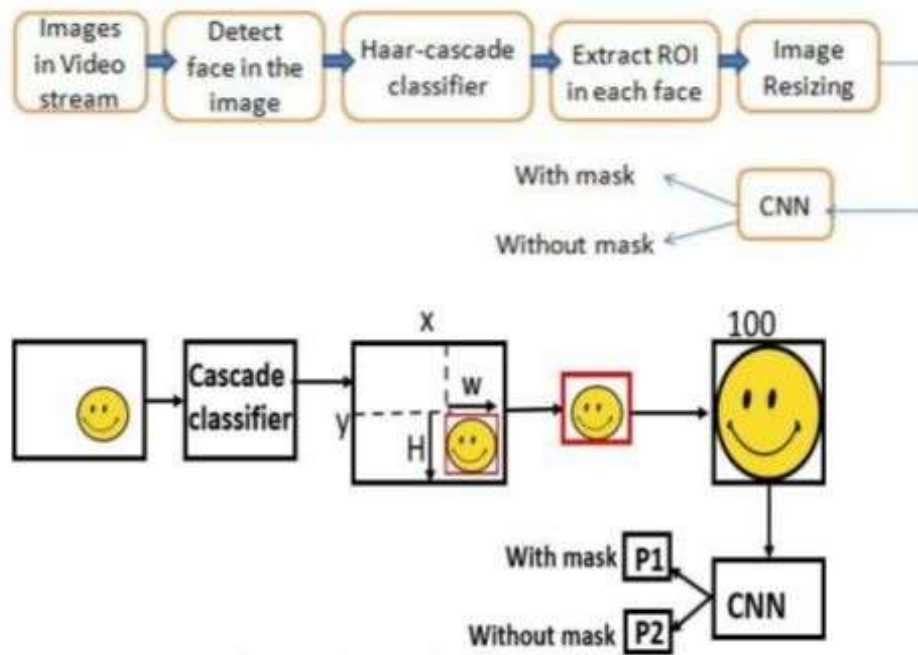 Images
in Video
stream
Detect
face in the
image
Haar-cascade
classifier
Extract ROI
in each face
Image
Resizing
With mask
CNN
Without mask
x
100
Cascade
classifier
w
y
H
With mask P1
CNN
Without mask P2